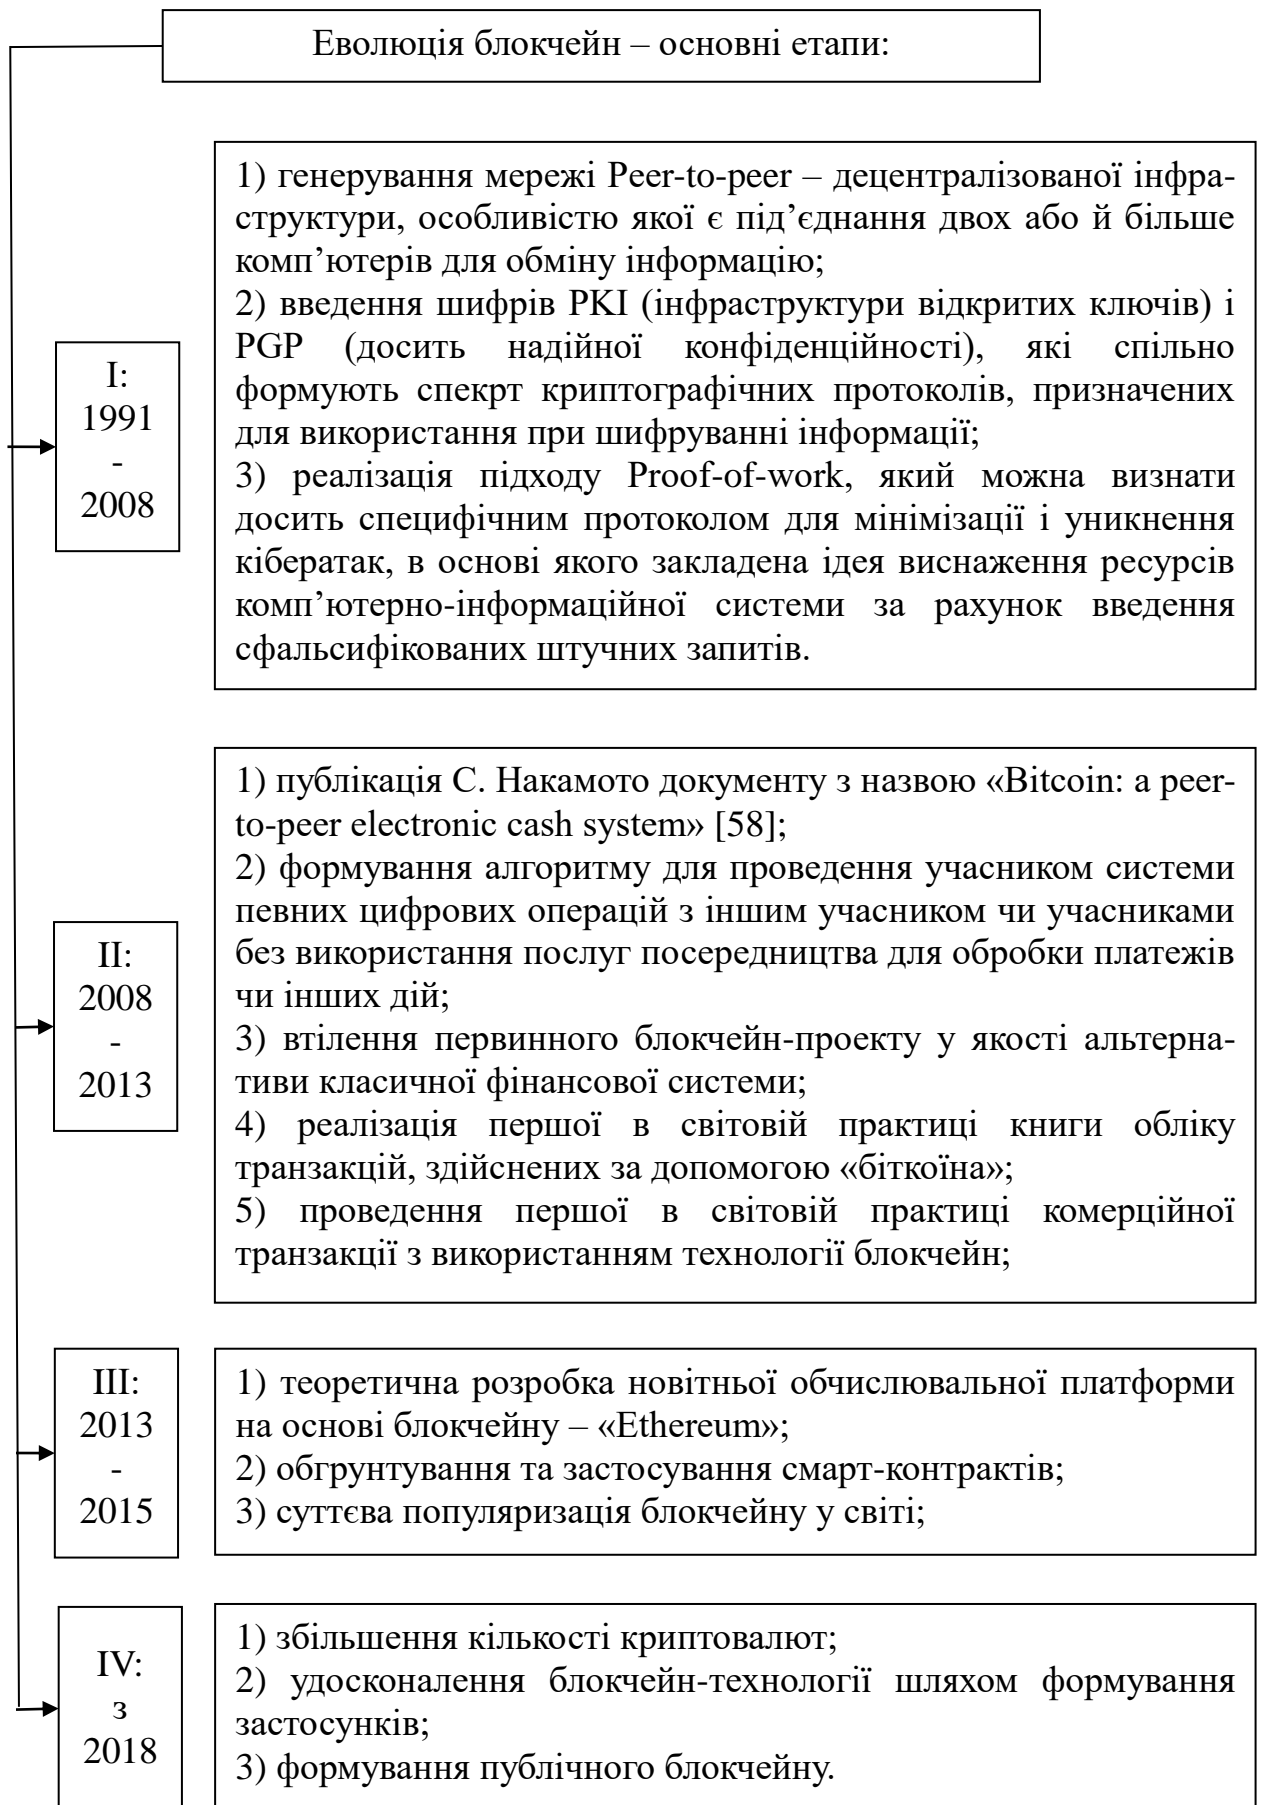 Еволюція блокчейн – основні етапи:
I:
1991
-
2008
1) генерування мережі Peer-to-peer – децентралізованої інфра-
структури, особливістю якої є під’єднання двох або й більше
комп’ютерів для обміну інформацію;
2) введення шифрів PKI (інфраструктури відкритих ключів) і
PGP (досить надійної конфіденційності), які спільно
формують спекрт криптографічних протоколів, призначених
для використання при шифруванні інформації;
3) реалізація підходу Proof-of-work, який можна визнати
досить специфічним протоколом для мінімізації і уникнення
кібератак, в основі якого закладена ідея виснаження ресурсів
комп’ютерно-інформаційної системи за рахунок введення
сфальсифікованих штучних запитів.
II:
2008
-
2013
1) публікація С. Накамото документу з назвою «Bitcoin: a peer-
to-peer electronic cash system» [58];
2) формування алгоритму для проведення учасником системи
певних цифрових операцій з іншим учасником чи учасниками
без використання послуг посередництва для обробки платежів
чи інших дій;
3) втілення первинного блокчейн-проекту у якості альтерна-
тиви класичної фінансової системи;
4) реалізація першої в світовій практиці книги обліку
транзакцій, здійснених за допомогою «біткоїна»;
5) проведення першої в світовій практиці комерційної
транзакції з використанням технології блокчейн;
III:
2013
-
2015
1) теоретична розробка новітньої обчислювальної платформи
на основі блокчейну – «Ethereum»;
2) обгрунтування та застосування смарт-контрактів;
3) суттєва популяризація блокчейну у світі;
IV:
з
2018
1) збільшення кількості криптовалют;
2) удосконалення блокчейн-технології шляхом формування
застосунків;
3) формування публічного блокчейну.